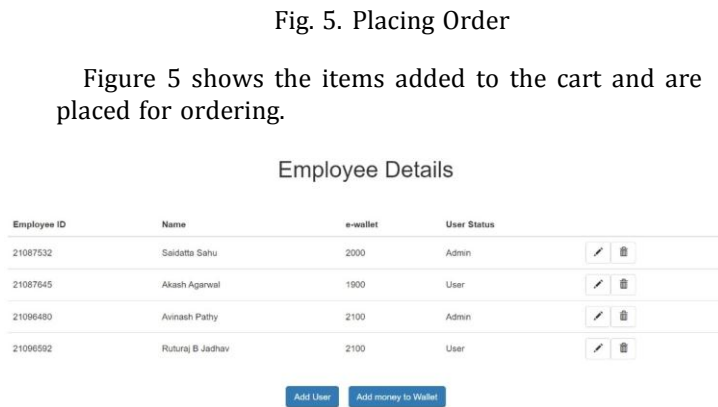 Fig. 5. Placing Order
Figure 5 shows the items added to the cart and are
placed for ordering.
Employee Details
Employee ID Name e-wallet User Status
21087532 Saidatta Sahu 2000 Admin
21087645 Akash Agarwal 1900 User
21096480 Avinash Pathy 2100 Admin
21096592 Ruturaj B Jadhav 2100 User
Add User Add money to Wallet